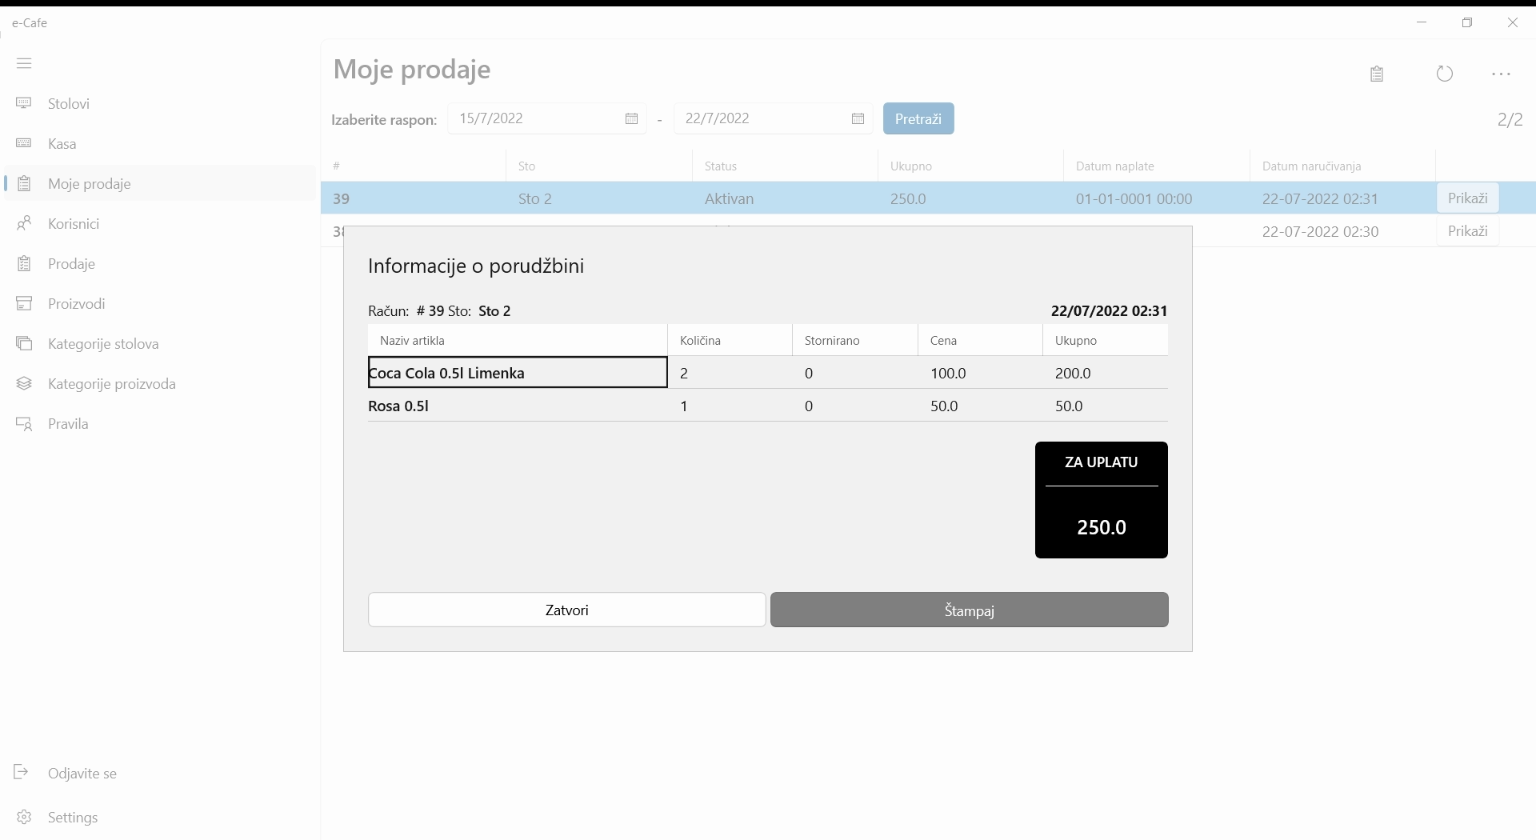 e-Cafe
Moje prodaje
Stolovi
Kasa
Moje prodaje
Korisnici
Prodaje
Proizvodi
Kategorije stolova
Kategorije proizvoda
Pravila
Odjavite se
Settings
Izaberite raspon: 15/7/2022 - 22/7/2022 Pretraži 2/2
# Sto Status Ukupno Datum naplate Datum naručivanja
39 Sto 2 Aktivan 250.0 01-01-0001 00:00 22-07-2022 02:31 Prikaži
22-07-2022 02:30 Prikaži
Informacije o porudžbini
Račun: # 39 Sto: Sto 2 22/07/2022 02:31
Naziv artikla Količina Stornirano Cena Ukupno
Coca Cola 0.5l Limenka 2 0 100.0 200.0
Rosa 0.5l 1 0 50.0 50.0
ZA UPLATU
250.0
Zatvori Štampaj